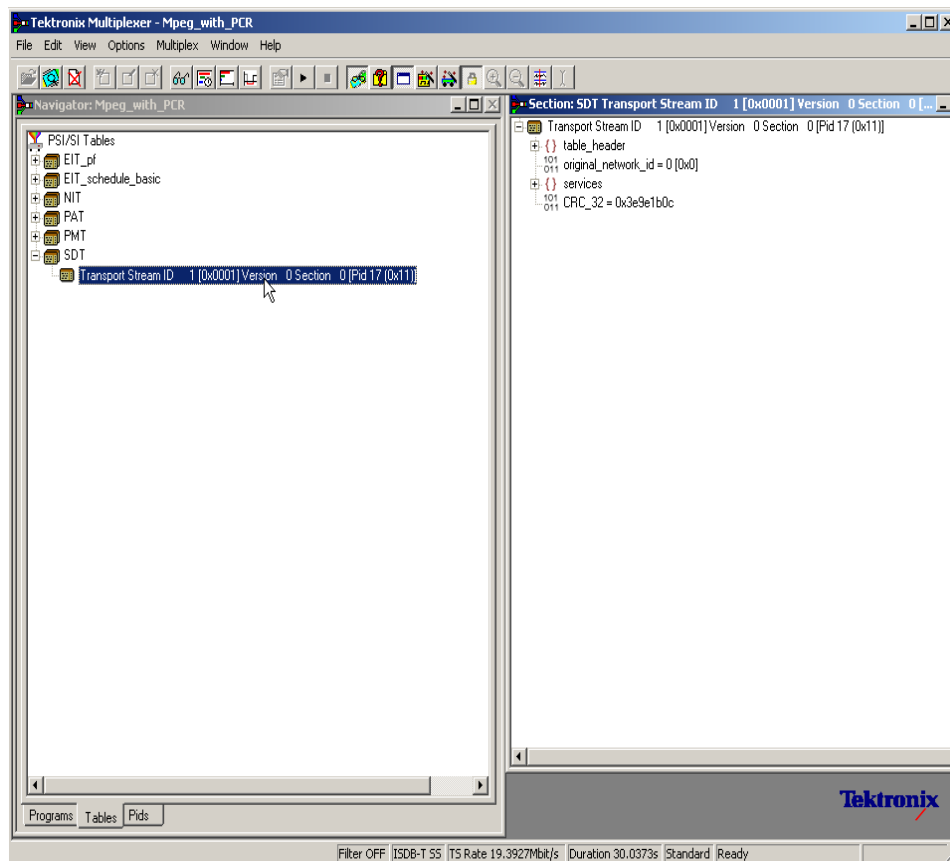 Tektronix Multiplexer - Mpeg_with_PCR
File Edit View Options Multiplex Window Help
Navigator: Mpeg_with_PCR
PSI/SI Tables
EIT_pf
EIT_schedule_basic
NIT
PAT
PMT
SDT
Transport Stream ID 1 [0x0001] Version 0 Section 0 [Pid 17 (0x11)]
Programs Tables Pids
Section: SDT Transport Stream ID 1 [0x0001] Version 0 Section 0 [...
Transport Stream ID 1 [0x0001] Version 0 Section 0 [Pid 17 (0x11)]
{} table_header
101 011 original_network_id = 0 [0x0]
{} services
101 011 CRC_32 = 0x3e9e1b0c
Tektronix
Filter OFF ISDB-T SS TS Rate 19.3927Mbit/s Duration 30.0373s Standard Ready